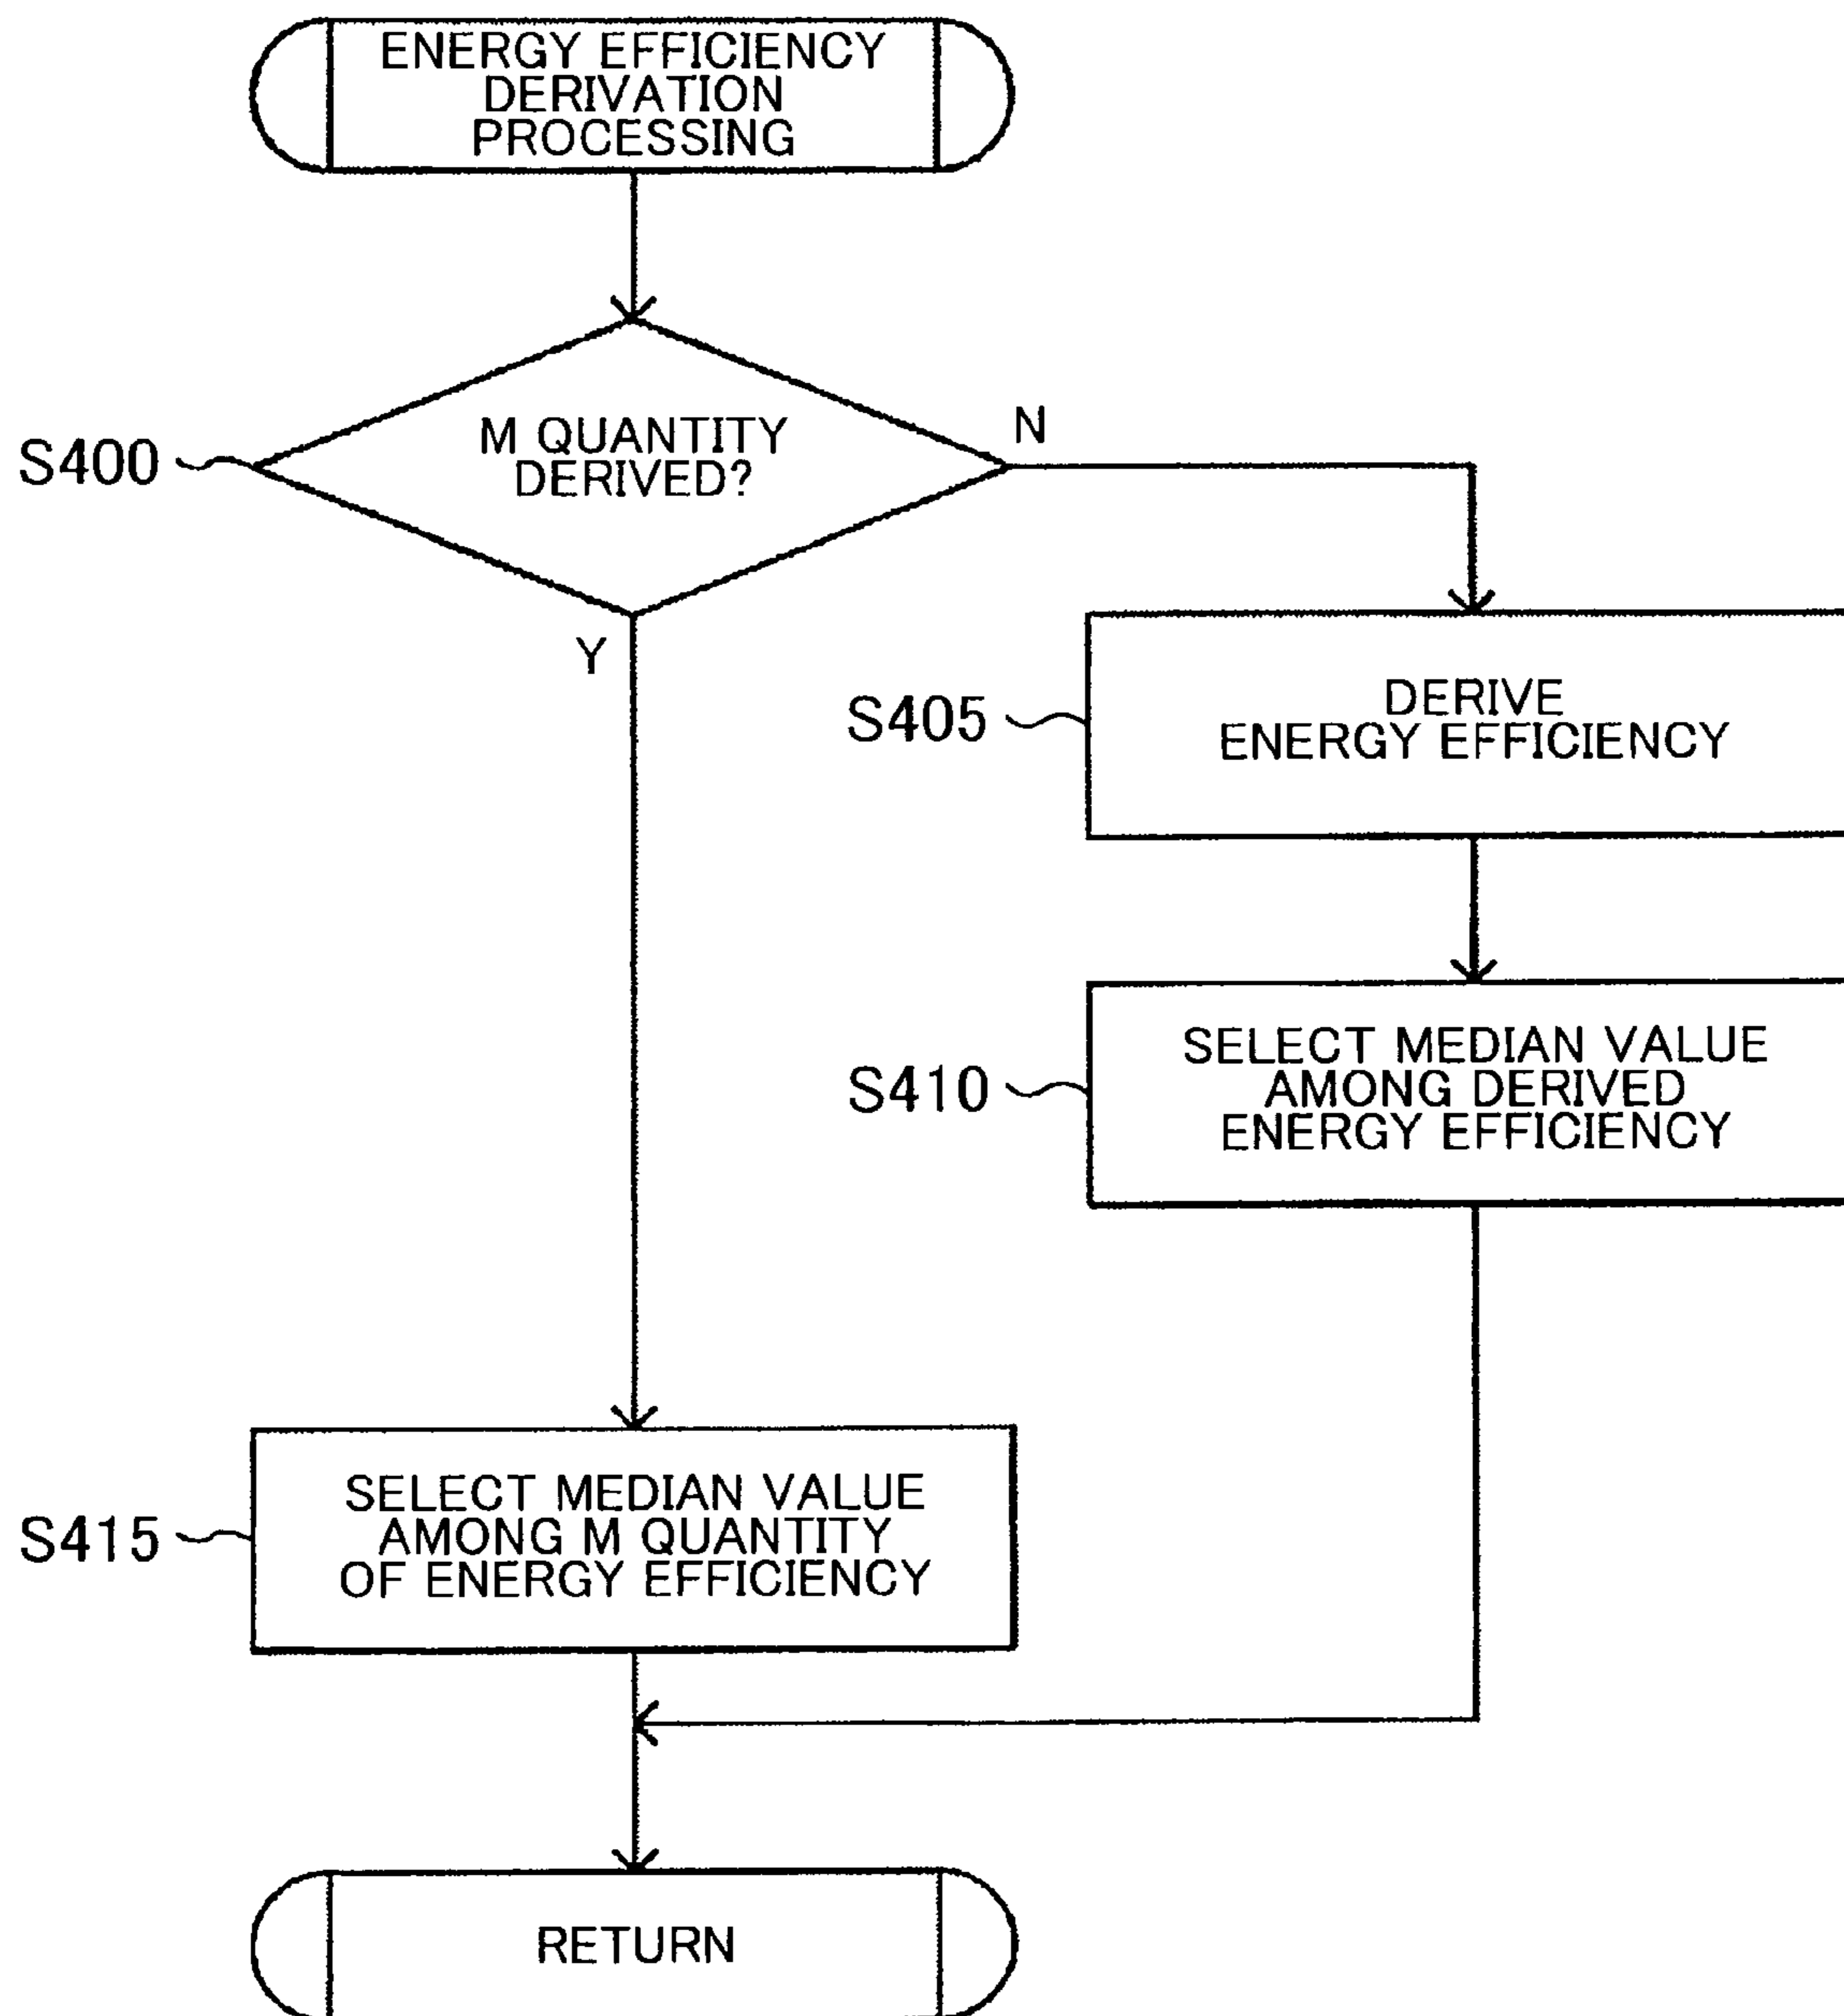 ENERGY EFFICIENCY
DERIVATION
PROCESSING
S400
M QUANTITY
DERIVED?
N
Y
S405
DERIVE
ENERGY EFFICIENCY
S410
SELECT MEDIAN VALUE
AMONG DERIVED
ENERGY EFFICIENCY
S415
SELECT MEDIAN VALUE
AMONG M QUANTITY
OF ENERGY EFFICIENCY
RETURN